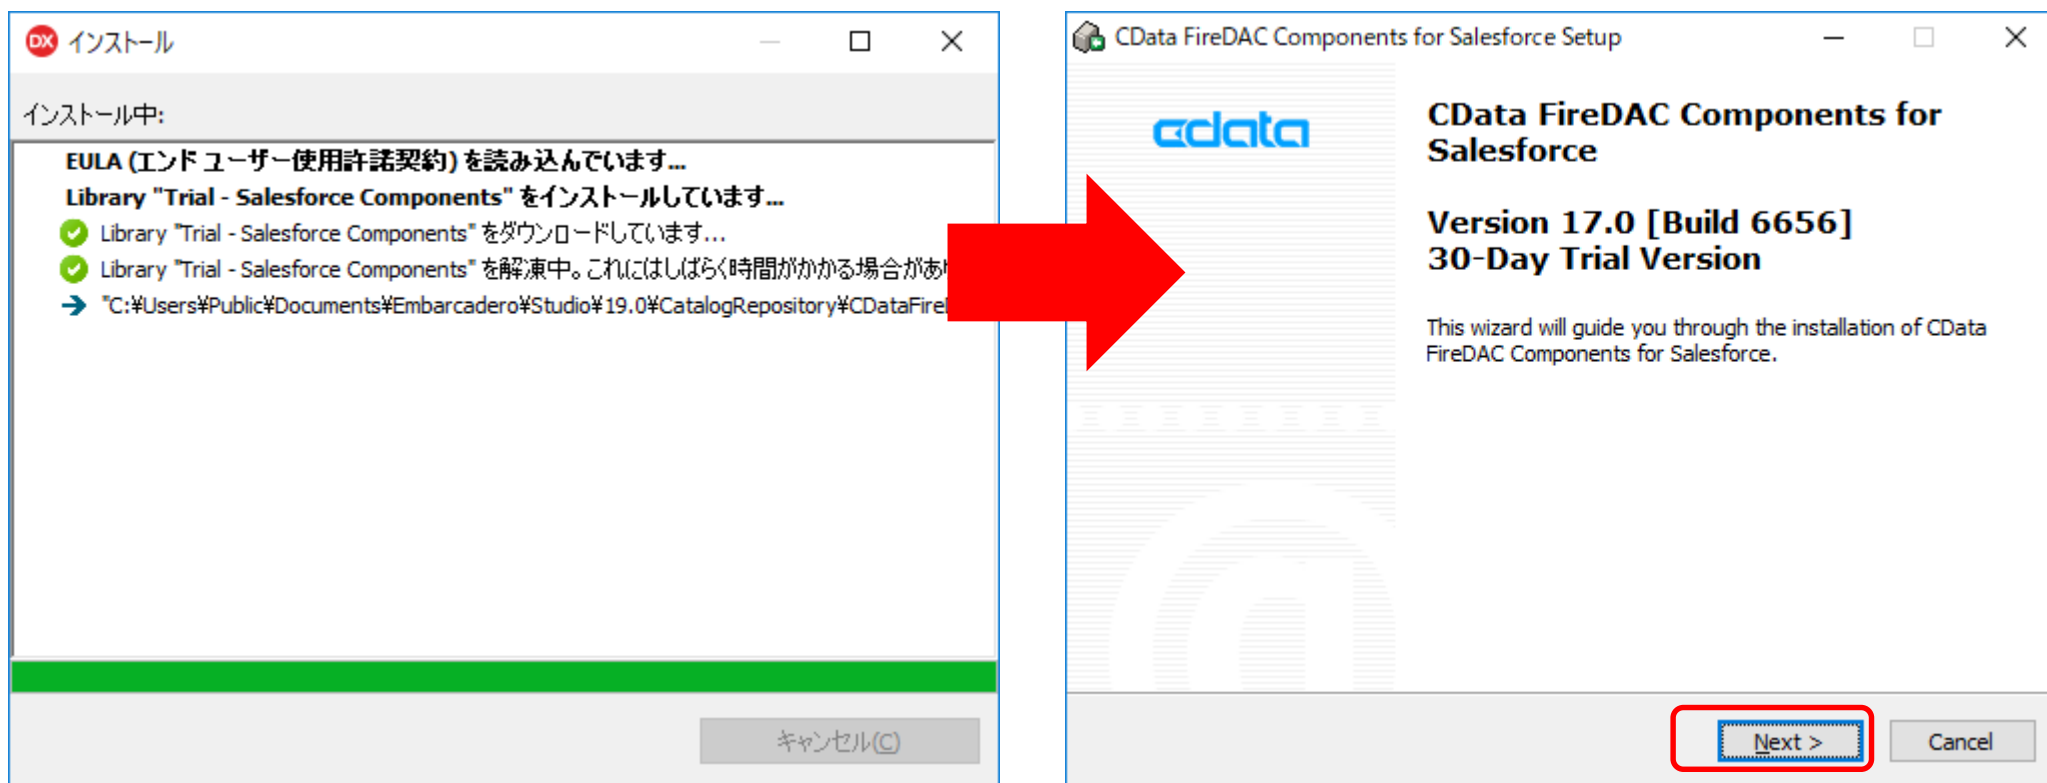 インストール
インストール中:
EULA (エンド ユーザー使用許諾契約) を読み込んでいます...
Library "Trial - Salesforce Components" をインストールしています...
Library "Trial - Salesforce Components" をダウンロードしています...
Library "Trial - Salesforce Components" を解凍中。これにはしばらく時間がかかる場合があ
"C:¥Users¥Public¥Documents¥Embarcadero¥Studio¥19.0¥CatalogRepository¥CDataFire
キャンセル(C)
CData FireDAC Components for Salesforce Setup
cdata
CData FireDAC Components for
Salesforce
Version 17.0 [Build 6656]
30-Day Trial Version
This wizard will guide you through the installation of CData
FireDAC Components for Salesforce.
Next >
Cancel